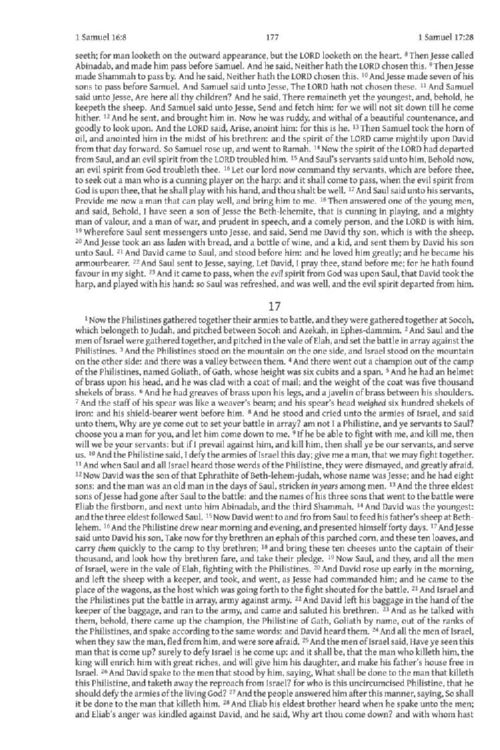 1 Samuel 16:8 177 1 Samuel 17:28
seeth; for man looketh on the outward appearance, but the LORD looketh on the heart. 8 Then Jesse called
Abinadab, and made him pass before Samuel. And he said, Neither hath the LORD chosen this. 9 Then Jesse
made Shammah to pass by. And he said, Neither hath the LORD chosen this. 10 And Jesse made seven of his
sons to pass before Samuel. And Samuel said unto Jesse, The LORD hath not chosen these. 11 And Samuel
said unto Jesse, Are here all thy children? And he said, There remaineth yet the youngest, and, behold, he
keepeth the sheep. And Samuel said unto Jesse, Send and fetch him: for we will not sit down till he come
hither. 12 And he sent, and brought him in. Now he was ruddy, and withal of a beautiful countenance, and
goodly to look upon. And the LORD said, Arise, anoint him: for this is he. 13 Then Samuel took the horn of
oil, and anointed him in the midst of his brethren: and the spirit of the LORD came mightily upon David
from that day forward. So Samuel rose up, and went to Ramah. 14 Now the spirit of the LORD had departed
from Saul, and an evil spirit from the LORD troubled him. 15 And Saul's servants said unto him, Behold now,
an evil spirit from God troubleth thee. 16 Let our lord now command thy servants, which are before thee,
to seek out a man who is a cunning player on the harp: and it shall come to pass, when the evil spirit from
God is upon thee, that he shall play with his hand, and thou shalt be well. 17 And Saul said unto his servants,
Provide me now a man that can play well, and bring him to me. 18 Then answered one of the young men,
and said, Behold, I have seen a son of Jesse the Beth-lehemite, that is cunning in playing, and a mighty
man of valour, and a man of war, and prudent in speech, and a comely person, and the LORD is with him.
19 Wherefore Saul sent messengers unto Jesse, and said, Send me David thy son, which is with the sheep.
20 And Jesse took an ass laden with bread, and a bottle of wine, and a kid, and sent them by David his son
unto Saul. 21 And David came to Saul, and stood before him: and he loved him greatly; and he became his
armourbearer. 22 And Saul sent to Jesse, saying, Let David, I pray thee, stand before me; for he hath found
favour in my sight. 23 And it came to pass, when the evil spirit from God was upon Saul, that David took the
harp, and played with his hand: so Saul was refreshed, and was well, and the evil spirit departed from him.
17
1 Now the Philistines gathered together their armies to battle, and they were gathered together at Socoh,
which belongeth to Judah, and pitched between Socoh and Azekah, in Ephes-dammim. 2 And Saul and the
men of Israel were gathered together, and pitched in the vale of Elah, and set the battle in array against the
Philistines. 3 And the Philistines stood on the mountain on the one side, and Israel stood on the mountain
on the other side: and there was a valley between them. 4 And there went out a champion out of the camp
of the Philistines, named Goliath, of Gath, whose height was six cubits and a span. 5 And he had an helmet
of brass upon his head, and he was clad with a coat of mail; and the weight of the coat was five thousand
shekels of brass. 6 And he had greaves of brass upon his legs, and a javelin of brass between his shoulders.
7 And the staff of his spear was like a weaver's beam; and his spear's head weighed six hundred shekels of
iron: and his shield-bearer went before him. 8 And he stood and cried unto the armies of Israel, and said
unto them, Why are ye come out to set your battle in array? am not I a Philistine, and ye servants to Saul?
choose you a man for you, and let him come down to me. 9 If he be able to fight with me, and kill me, then
will we be your servants: but if I prevail against him, and kill him, then shall ye be our servants, and serve
us. 10 And the Philistine said, I defy the armies of Israel this day; give me a man, that we may fight together.
11 And when Saul and all Israel heard those words of the Philistine, they were dismayed, and greatly afraid.
12 Now David was the son of that Ephrathite of Beth-lehem-judah, whose name was Jesse; and he had eight
sons: and the man was an old man in the days of Saul, stricken in years among men. 13 And the three eldest
sons of Jesse had gone after Saul to the battle: and the names of his three sons that went to the battle were
Eliab the firstborn, and next unto him Abinadab, and the third Shammah. 14 And David was the youngest:
and the three eldest followed Saul. 15 Now David went to and fro from Saul to feed his father's sheep at Beth-
lehem. 16 And the Philistine drew near morning and evening, and presented himself forty days. 17 And Jesse
said unto David his son, Take now for thy brethren an ephah of this parched corn, and these ten loaves, and
carry them quickly to the camp to thy brethren; 18 and bring these ten cheeses unto the captain of their
thousand, and look how thy brethren fare, and take their pledge. 19 Now Saul, and they, and all the men
of Israel, were in the vale of Elah, fighting with the Philistines. 20 And David rose up early in the morning,
and left the sheep with a keeper, and took, and went, as Jesse had commanded him; and he came to the
place of the wagons, as the host which was going forth to the fight shouted for the battle. 21 And Israel and
the Philistines put the battle in array, army against army. 22 And David left his baggage in the hand of the
keeper of the baggage, and ran to the army, and came and saluted his brethren. 23 And as he talked with
them, behold, there came up the champion, the Philistine of Gath, Goliath by name, out of the ranks of
the Philistines, and spake according to the same words: and David heard them. 24 And all the men of Israel,
when they saw the man, fled from him, and were sore afraid. 25 And the men of Israel said, Have ye seen this
man that is come up? surely to defy Israel is he come up: and it shall be, that the man who killeth him, the
king will enrich him with great riches, and will give him his daughter, and make his father's house free in
Israel. 26 And David spake to the men that stood by him, saying, What shall be done to the man that killeth
this Philistine, and taketh away the reproach from Israel? for who is this uncircumcised Philistine, that he
should defy the armies of the living God? 27 And the people answered him after this manner, saying, So shall
it be done to the man that killeth him. 28 And Eliab his eldest brother heard when he spake unto the men;
and Eliab's anger was kindled against David, and he said, Why art thou come down? and with whom hast